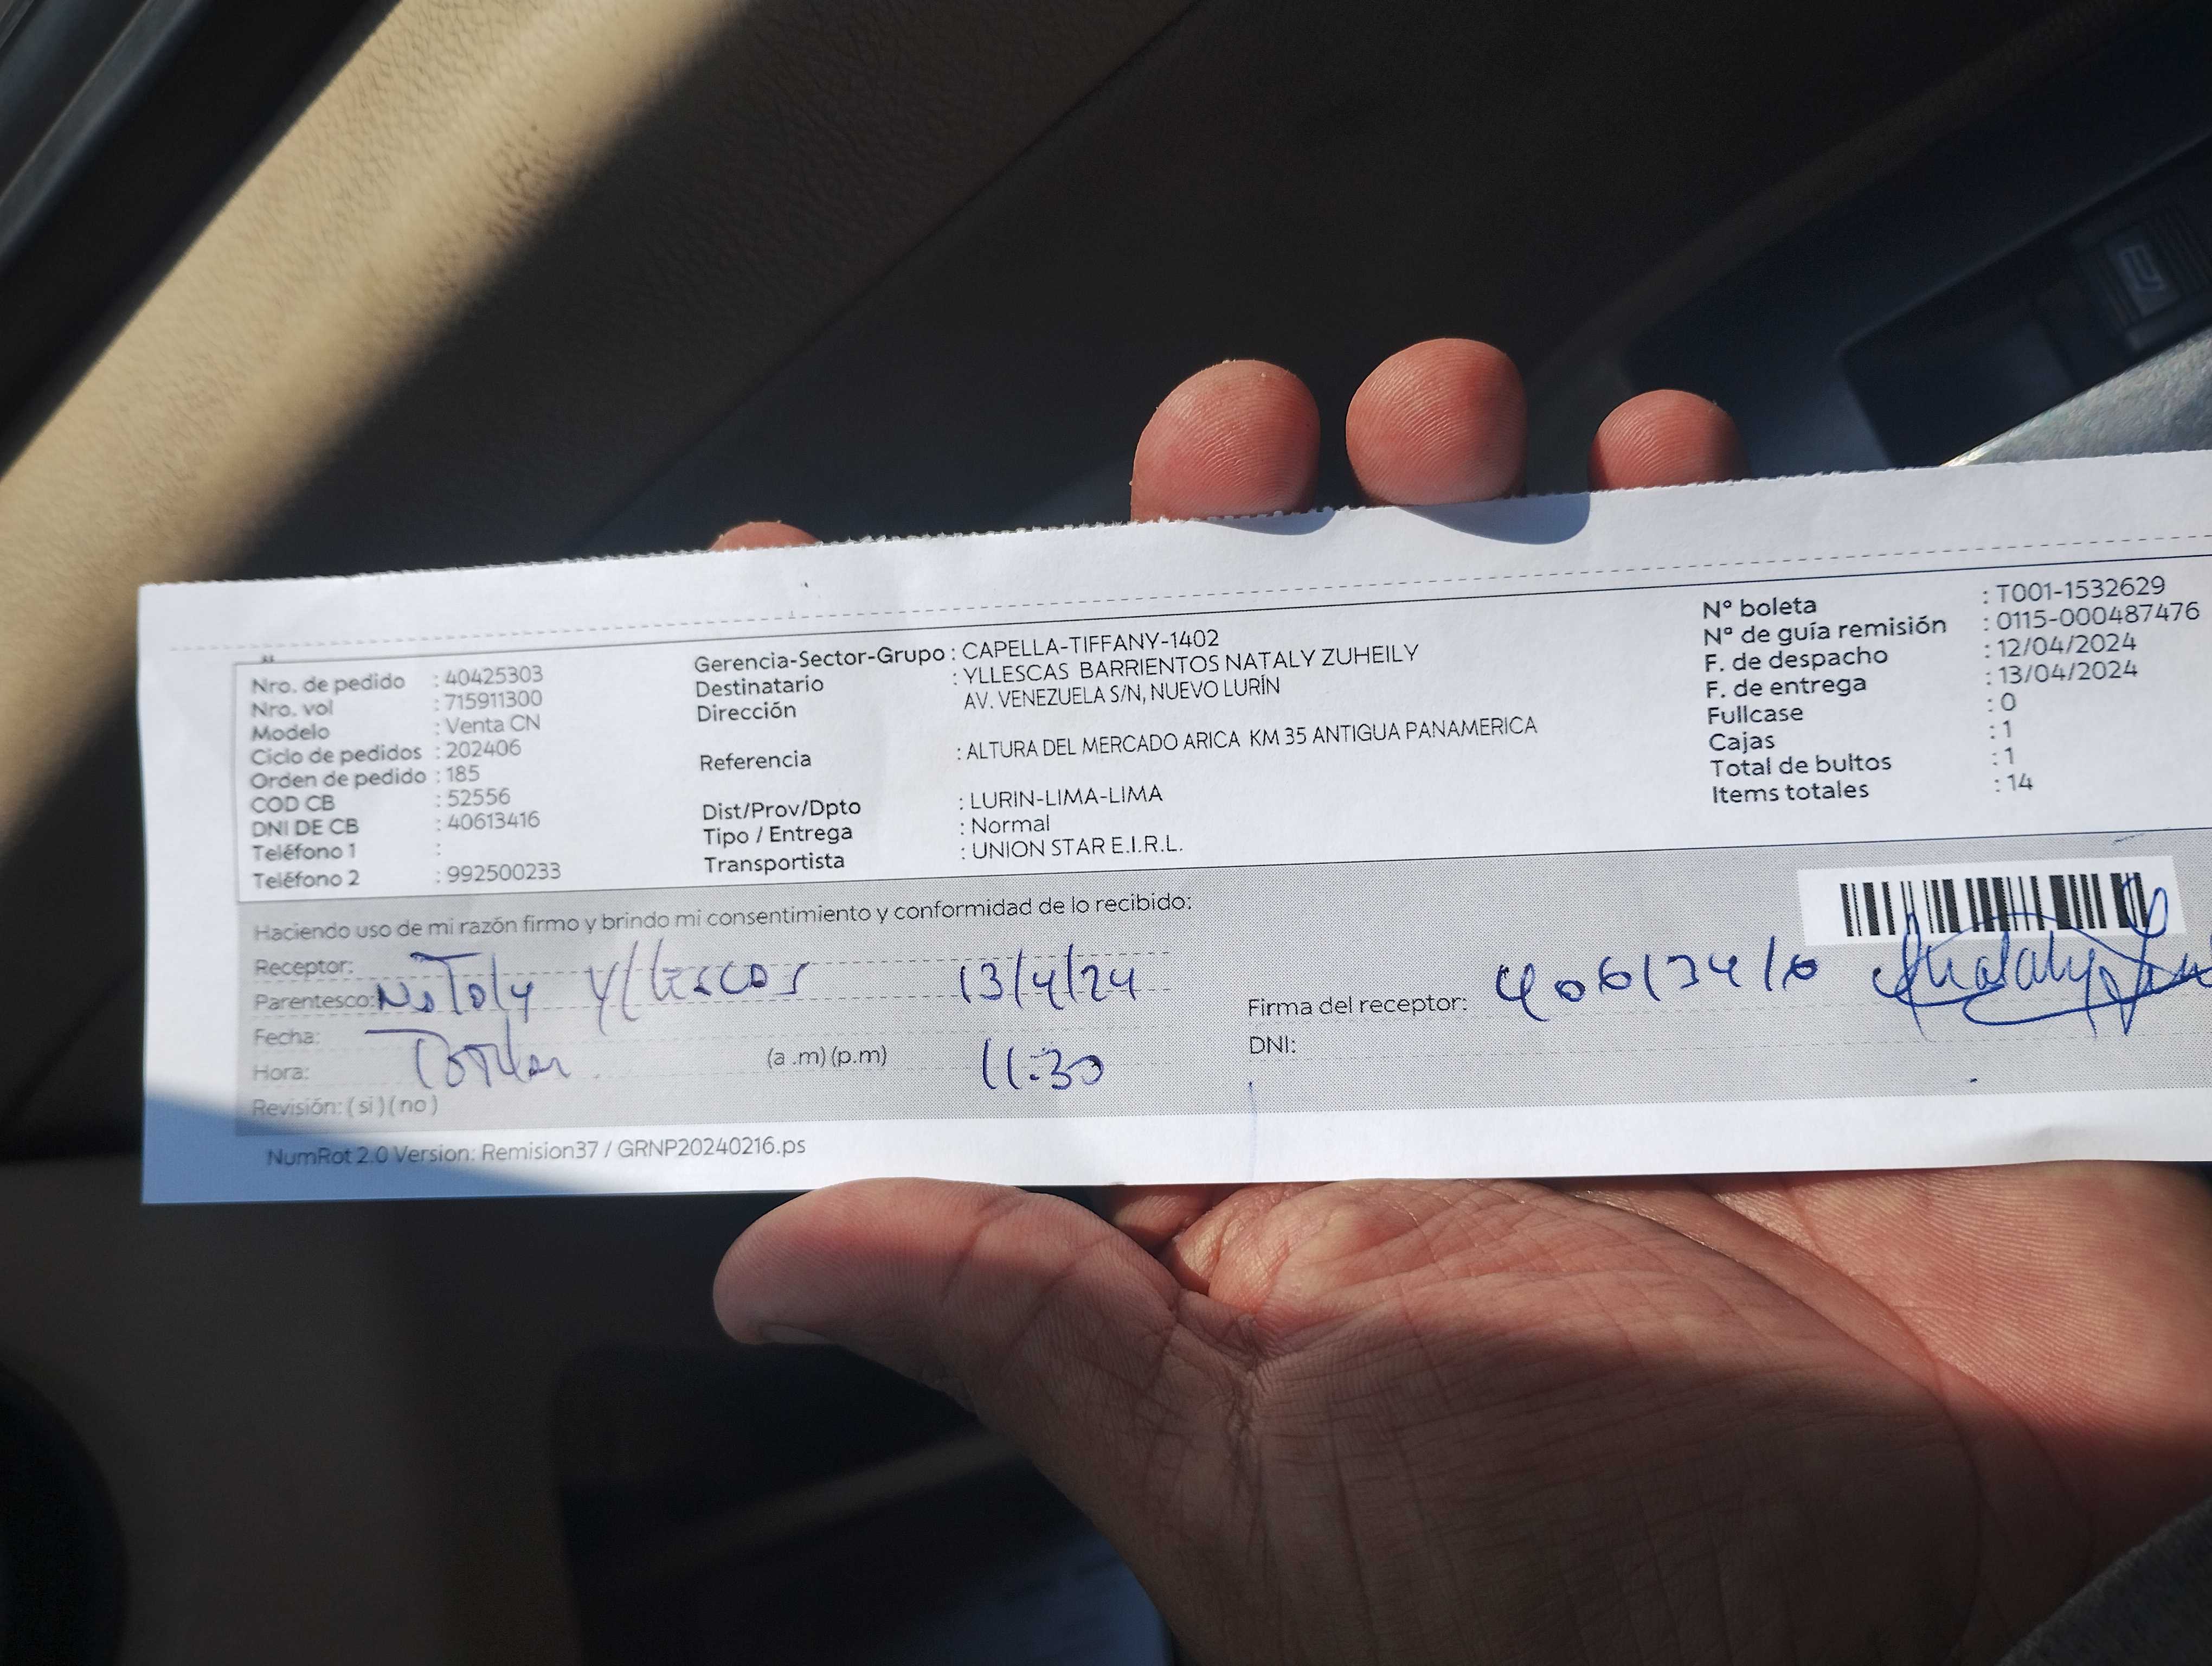 Nro. de pedido : 40425303
Nro. vol : 715911300
Modelo : Venta CN
Ciclo de pedidos : 202406
Orden de pedido : 185
COD CB : 52556
DNI DE CB : 40613416
Teléfono 1 :
Teléfono 2 : 992500233
Gerencia-Sector-Grupo : CAPELLA-TIFFANY-1402
Destinatario : YLLESCAS BARRIENTOS NATALY ZUHEILY
Dirección AV. VENEZUELA S/N, NUEVO LURÍN
Referencia : ALTURA DEL MERCADO ARICA KM 35 ANTIGUA PANAMERICA
Dist/Prov/Dpto : LURIN-LIMA-LIMA
Tipo / Entrega : Normal
Transportista : UNION STAR E.I.R.L.
N° boleta : T001-1532629
N° de guía remisión : 0115-000487476
F. de despacho : 12/04/2024
F. de entrega : 13/04/2024
Fullcase : 0
Cajas : 1
Total de bultos : 1
Items totales : 14
Haciendo uso de mi razón firmo y brindo mi consentimiento y conformidad de lo recibido:
Receptor:
Parentesco: Nataly Yllescas 13/4/24
Fecha:
Hora: (a .m) (p.m) 11:30
Revisión: ( si ) ( no )
Firma del receptor:
DNI:
NumRot 2.0 Version: Remision37 / GRNP20240216.ps